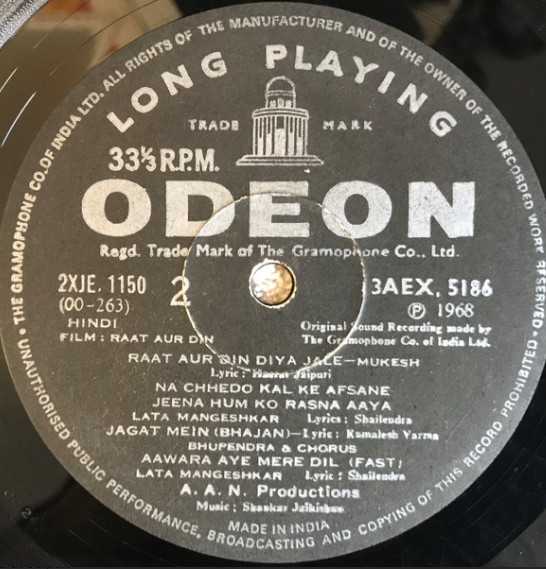 THE GRAMOPHONE CO. OF INDIA LTD. ALL RIGHTS OF THE MANUFACTURER AND OF THE OWNER OF THE RECORDED WORK RESERVED • UNAUTHORISED PUBLIC PERFORMANCE, BROADCASTING AND COPYING OF THIS RECORD PROHIBITED •
LONG PLAYING
TRADE MARK
33⅓ R.P.M.
ODEON
Regd. Trade Mark of The Gramophone Co., Ltd.
2XJE. 1150 2 3AEX. 5186
(00-263) Ⓟ 1968
HINDI Original Sound Recording made by
FILM : RAAT AUR DIN The Gramophone Co. of India Ltd.
RAAT AUR DIN DIYA JALE—MUKESH
Lyric : Hasrat Jaipuri
NA CHHEDO KAL KE AFSANE
JEENA HUM KO RASNA AAYA
LATA MANGESHKAR Lyrics : Shailendra
JAGAT MEIN (BHAJAN)—Lyric : Kamalesh Varma
BHUPENDRA & CHORUS
AAWARA AYE MERE DIL (FAST)
LATA MANGESHKAR Lyric : Shailendra
A. A. N. Productions
Music : Shankar Jaikishan
MADE IN INDIA